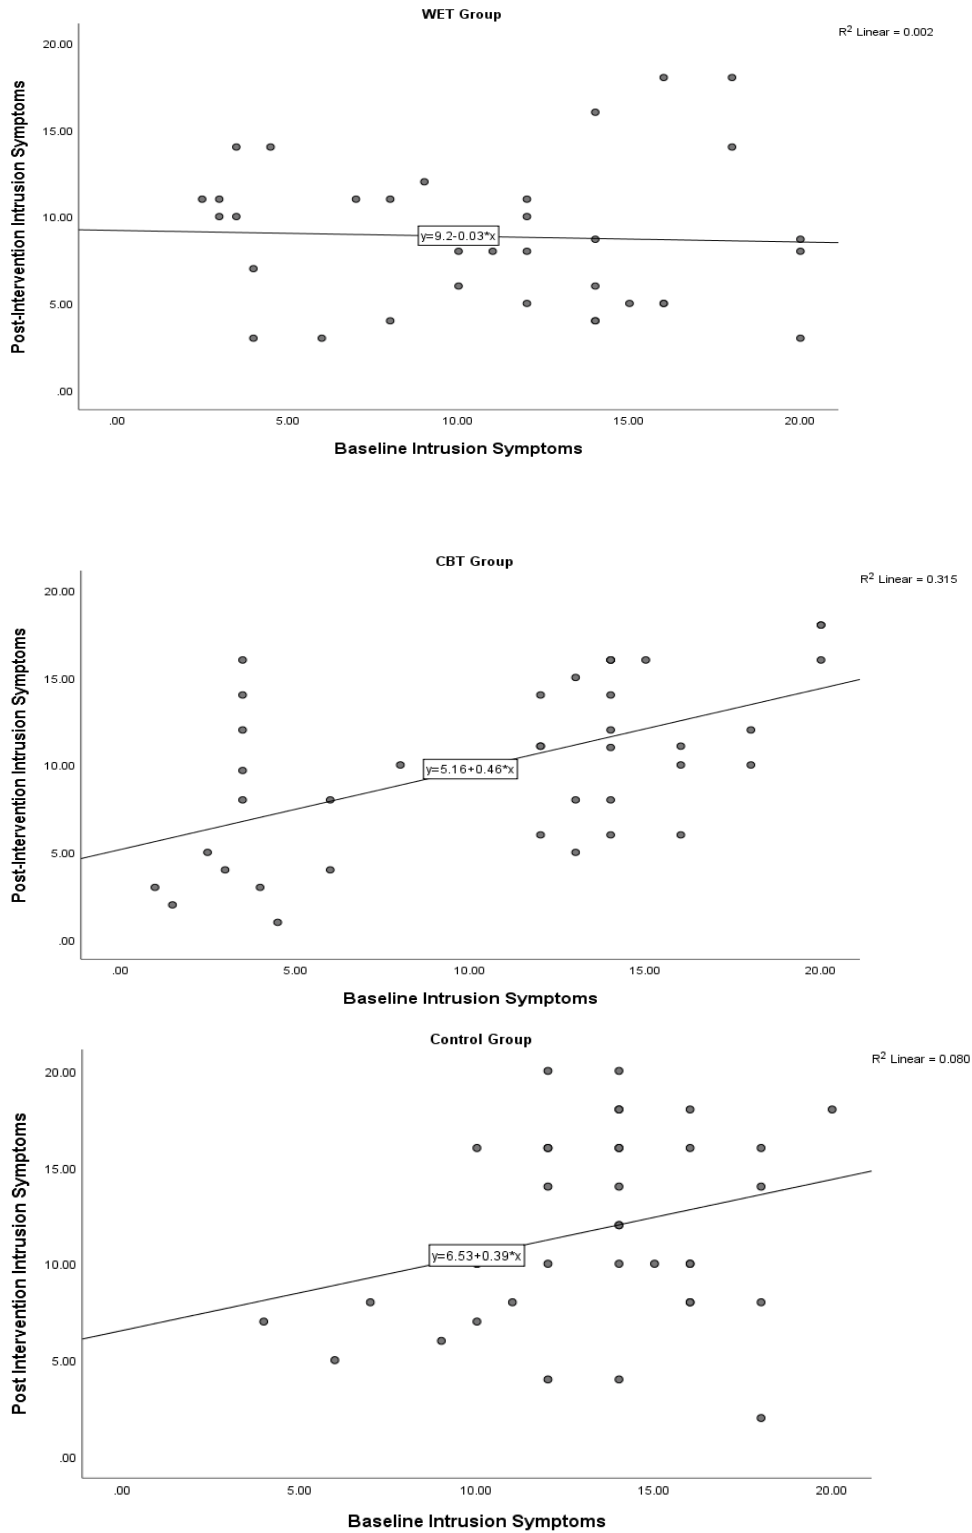 WET Group
R² Linear = 0.002
Post-Intervention Intrusion Symptoms
20.00
15.00
10.00
5.00
.00
y=9.2-0.03*x
.00 5.00 10.00 15.00 20.00
Baseline Intrusion Symptoms
CBT Group
R² Linear = 0.315
Post-Intervention Intrusion Symptoms
20.00
15.00
10.00
5.00
.00
y=5.16+0.46*x
.00 5.00 10.00 15.00 20.00
Baseline Intrusion Symptoms
Control Group
R² Linear = 0.080
Post Intervention Intrusion Symptoms
20.00
15.00
10.00
5.00
.00
y=6.53+0.39*x
.00 5.00 10.00 15.00 20.00
Baseline Intrusion Symptoms